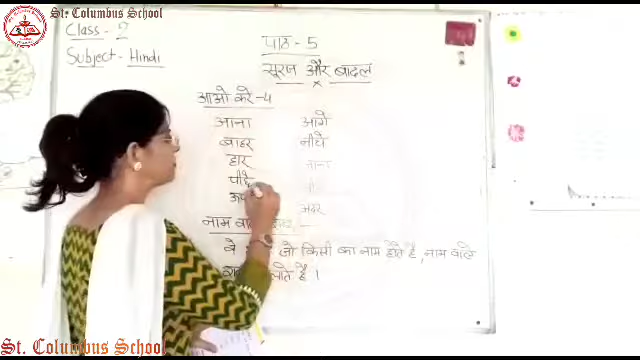 St. Columbus School
Class - 2
Subject - Hindi
पाठ - 5
सूरज और बादल
आओ करे - 4
आना आगे
बाहर नीचे
हार जाना
पीछे
अंदर
नाम
वे जो किसी का नाम होते है, नाम वाले
है ।
St. Columbus School